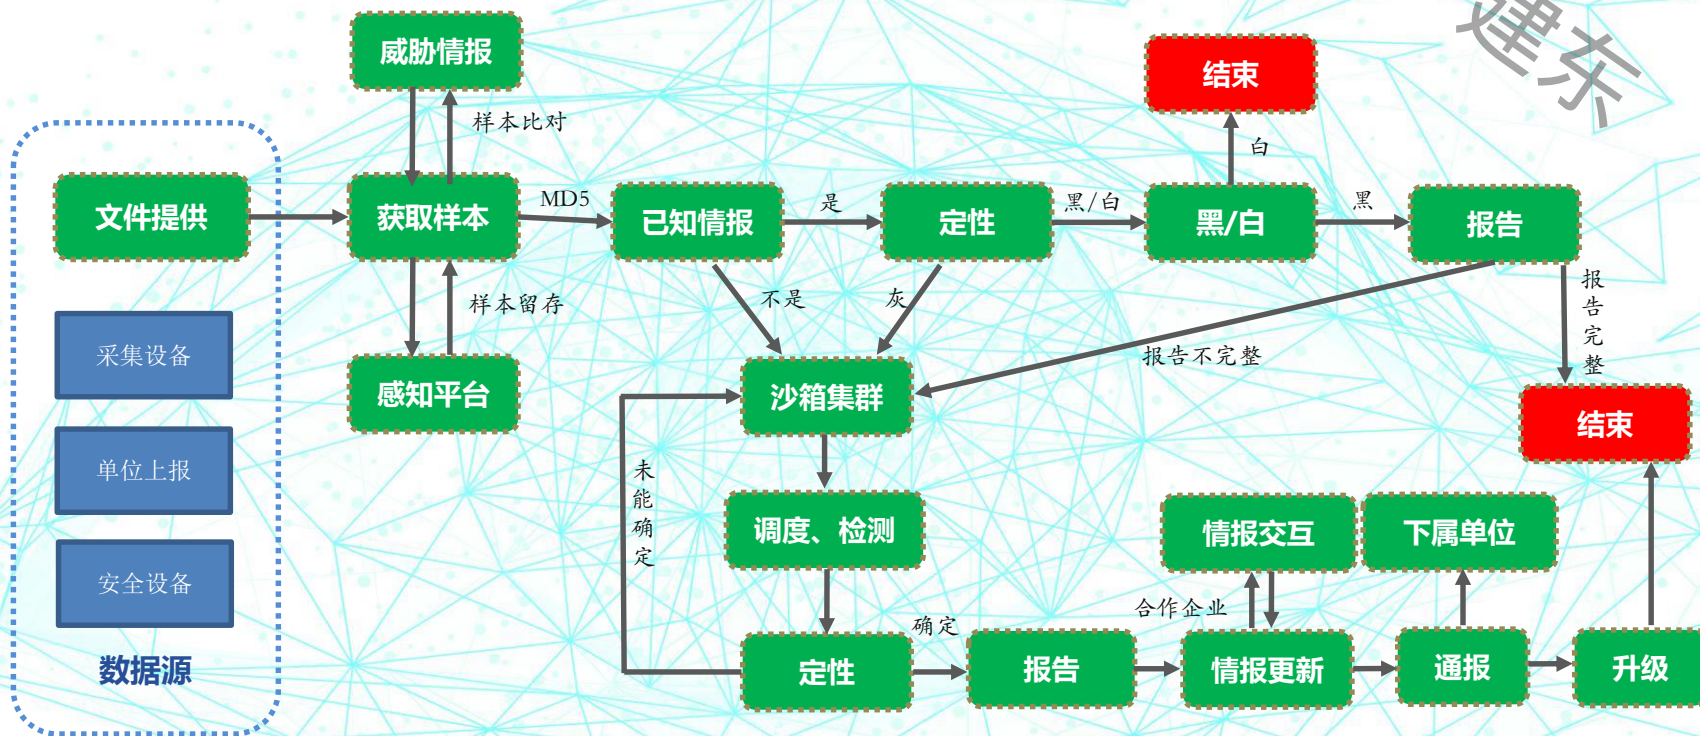 建东
威胁情报
结束
样本比对
白
文件提供
获取样本
MD5
已知情报
是
定性
黑/白
黑/白
黑
报告
不是
灰
报告完整
样本留存
采集设备
报告不完整
感知平台
沙箱集群
结束
单位上报
未能确定
调度、检测
情报交互
下属单位
安全设备
合作企业
确定
数据源
定性
报告
情报更新
通报
升级